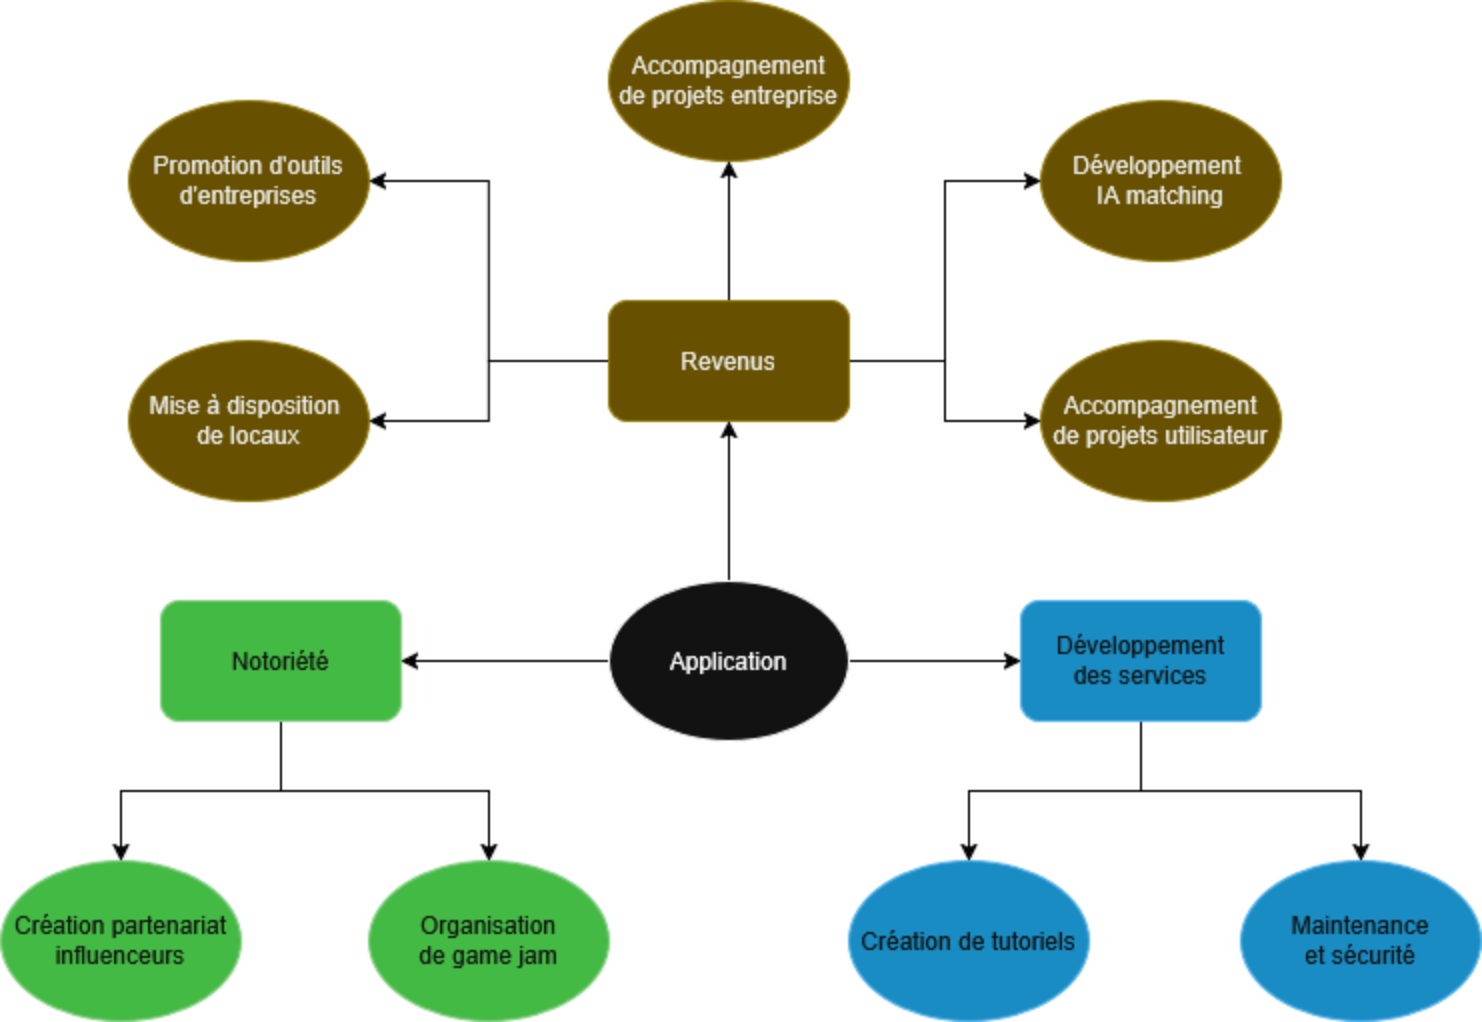 Accompagnement
de projets entreprise
Promotion d'outils
d'entreprises
Développement
IA matching
Revenus
Mise à disposition
de locaux
Accompagnement
de projets utilisateur
Notoriété
Application
Développement
des services
Création partenariat
influenceurs
Organisation
de game jam
Création de tutoriels
Maintenance
et sécurité